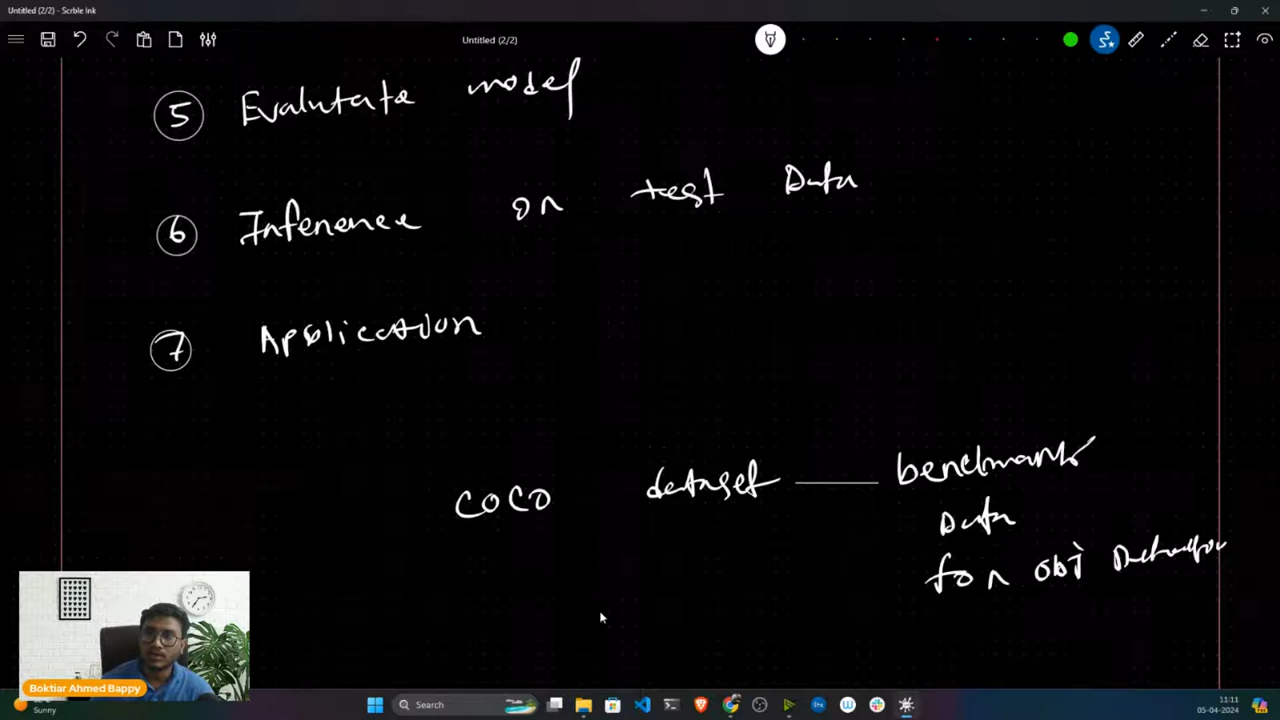 Untitled (2/2) - Scrble Ink
Untitled (2/2)
5 Evalutate model
6 Inference on test Data
7 Application
COCO dataset — benchmark
Data
for obj Detection
Boktiar Ahmed Bappy
Sunny
Search
11:11
05-04-2024